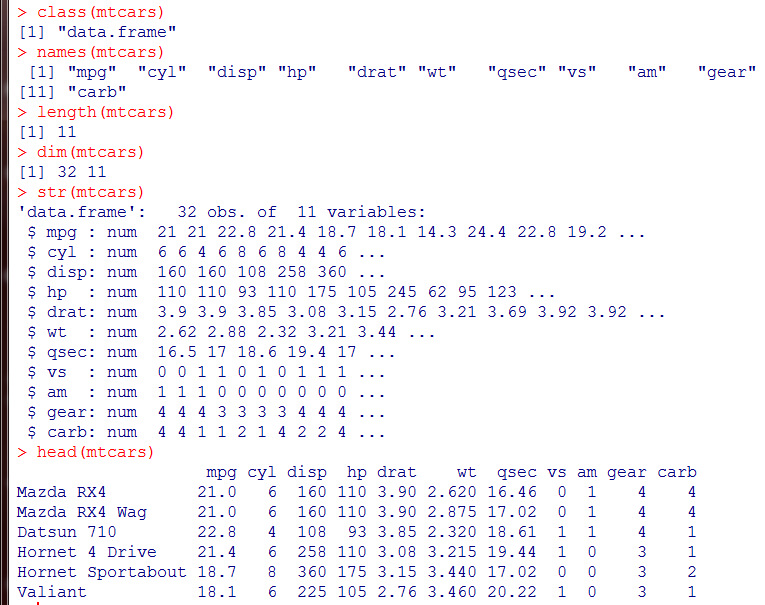 > class(mtcars)
[1] "data.frame"
> names(mtcars)
 [1] "mpg"  "cyl"  "disp" "hp"   "drat" "wt"   "qsec" "vs"   "am"   "gear"
[11] "carb"
> length(mtcars)
[1] 11
> dim(mtcars)
[1] 32 11
> str(mtcars)
'data.frame':   32 obs. of  11 variables:
 $ mpg : num  21 21 22.8 21.4 18.7 18.1 14.3 24.4 22.8 19.2 ...
 $ cyl : num  6 6 4 6 8 6 8 4 4 6 ...
 $ disp: num  160 160 108 258 360 ...
 $ hp  : num  110 110 93 110 175 105 245 62 95 123 ...
 $ drat: num  3.9 3.9 3.85 3.08 3.15 2.76 3.21 3.69 3.92 3.92 ...
 $ wt  : num  2.62 2.88 2.32 3.21 3.44 ...
 $ qsec: num  16.5 17 18.6 19.4 17 ...
 $ vs  : num  0 0 1 1 0 1 0 1 1 1 ...
 $ am  : num  1 1 1 0 0 0 0 0 0 0 ...
 $ gear: num  4 4 4 3 3 3 3 4 4 4 ...
 $ carb: num  4 4 1 1 2 1 4 2 2 4 ...
> head(mtcars)
                   mpg cyl disp  hp drat    wt  qsec vs am gear carb
Mazda RX4         21.0   6  160 110 3.90 2.620 16.46  0  1    4    4
Mazda RX4 Wag     21.0   6  160 110 3.90 2.875 17.02  0  1    4    4
Datsun 710        22.8   4  108  93 3.85 2.320 18.61  1  1    4    1
Hornet 4 Drive    21.4   6  258 110 3.08 3.215 19.44  1  0    3    1
Hornet Sportabout 18.7   8  360 175 3.15 3.440 17.02  0  0    3    2
Valiant           18.1   6  225 105 2.76 3.460 20.22  1  0    3    1